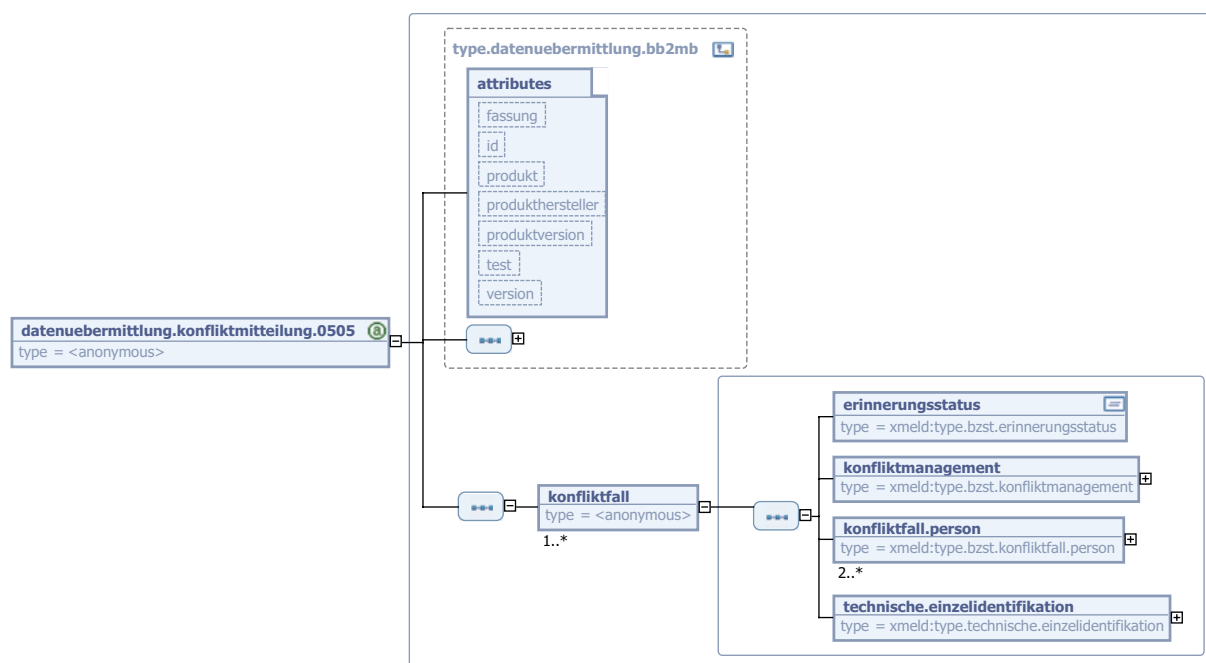 type.datenuebermittlung.bb2mb
attributes
fassung
id
produkt
produkthersteller
produktversion
test
version
datenuebermittlung.konfliktmitteilung.0505 a
type = <anonymous>
erinnerungsstatus
type = xmeld:type.bzst.erinnerungsstatus
konfliktmanagement
type = xmeld:type.bzst.konfliktmanagement
konfliktfall
type = <anonymous>
1..*
konfliktfall.person
type = xmeld:type.bzst.konfliktfall.person
2..*
technische.einzelidentifikation
type = xmeld:type.technische.einzelidentifikation